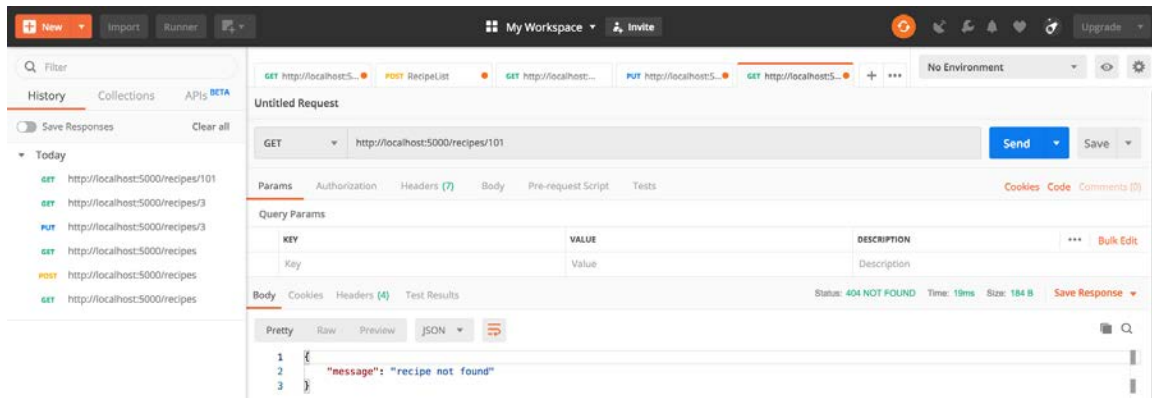 New Import Runner My Workspace Invite Upgrade
Filter
History Collections APIs BETA
Save Responses Clear all
Today
GET http://localhost:5000/recipes/101
GET http://localhost:5000/recipes/3
PUT http://localhost:5000/recipes/3
GET http://localhost:5000/recipes
POST http://localhost:5000/recipes
GET http://localhost:5000/recipes
GET http://localhost:5... POST RecipeList GET http://localhost:... PUT http://localhost:5... GET http://localhost:5... + ••• No Environment
Untitled Request
GET http://localhost:5000/recipes/101 Send Save
Params Authorization Headers (7) Body Pre-request Script Tests Cookies Code Comments (0)
Query Params
KEY VALUE DESCRIPTION ••• Bulk Edit
Key Value Description
Body Cookies Headers (4) Test Results Status: 404 NOT FOUND Time: 19ms Size: 184 B Save Response
Pretty Raw Preview JSON
1 {
2 "message": "recipe not found"
3 }